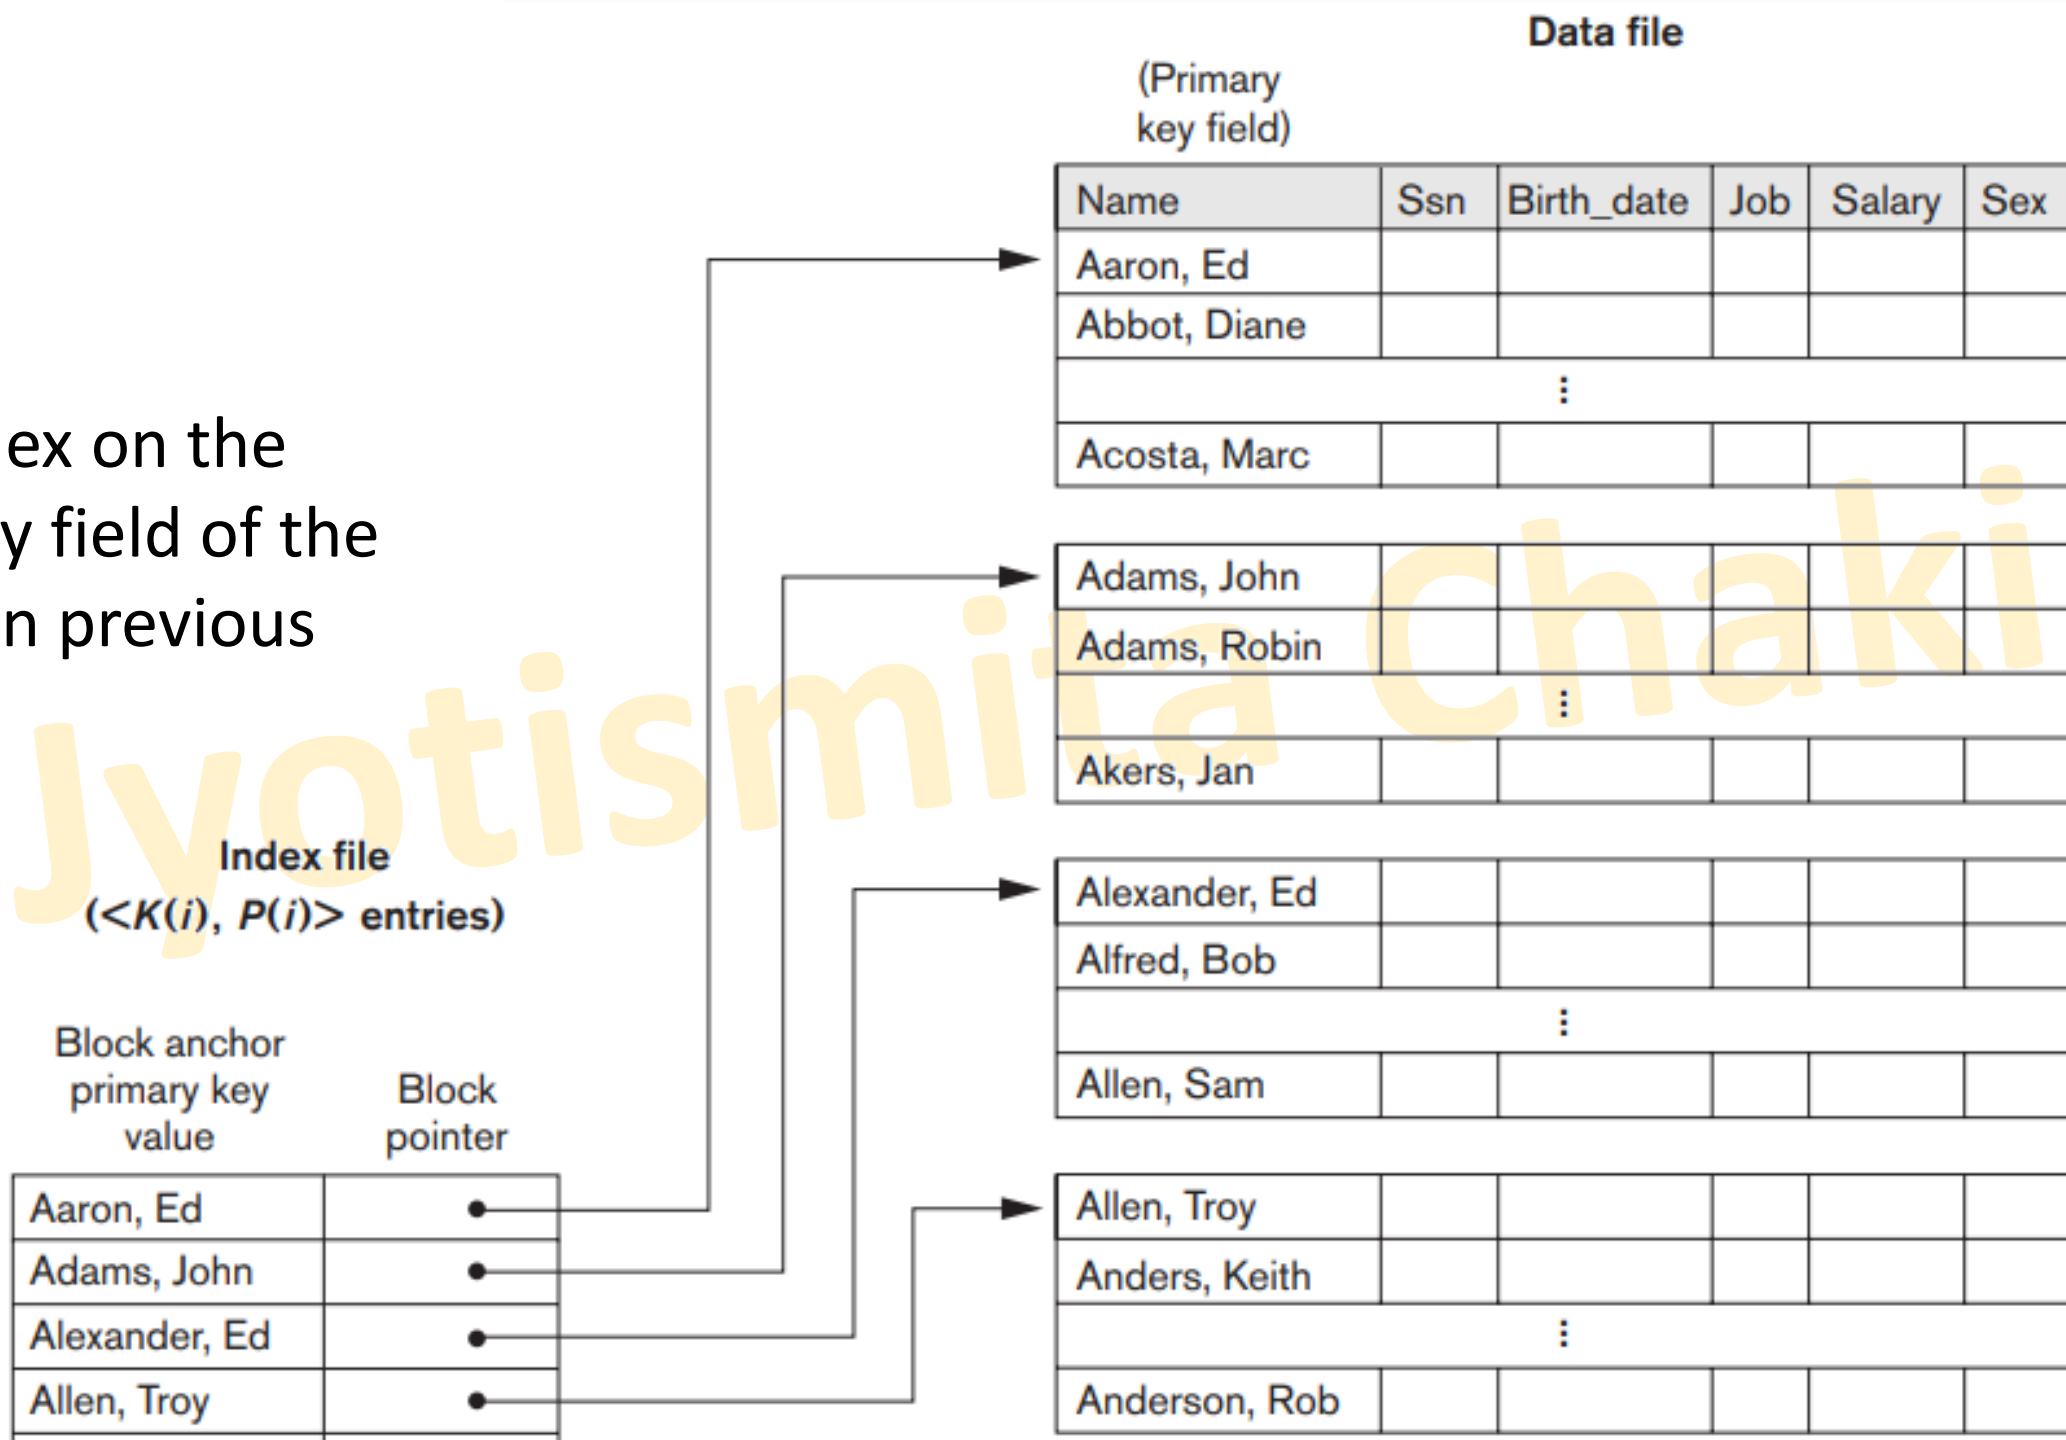 Data file
(Primary
key field)
Name Ssn Birth_date Job Salary Sex
Aaron, Ed
Abbot, Diane
Acosta, Marc
ex on the
y field of the
n previous
Adams, John
Adams, Robin
Akers, Jan
Jyotismita Chaki
Index file
(<K(i), P(i)> entries)
Alexander, Ed
Alfred, Bob
Allen, Sam
Block anchor
primary key
value
Block
pointer
Aaron, Ed
Adams, John
Alexander, Ed
Allen, Troy
Allen, Troy
Anders, Keith
Anderson, Rob